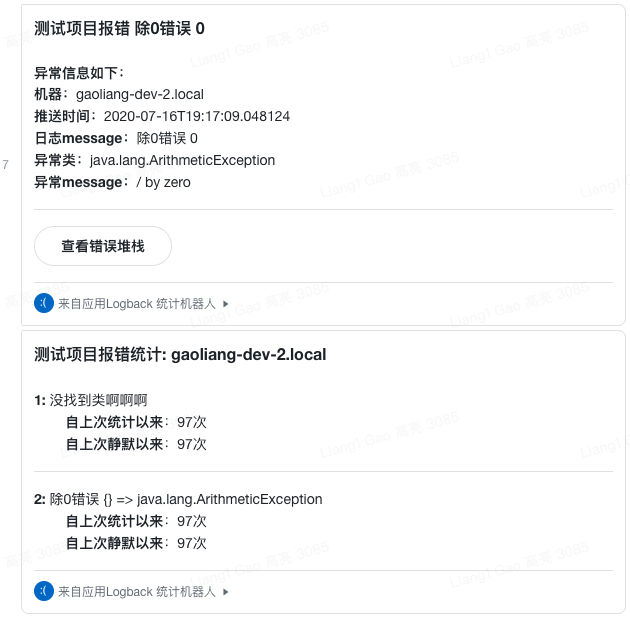 测试项目报错 除0错误 0
异常信息如下：
机器：gaoliang-dev-2.local
推送时间：2020-07-16T19:17:09.048124
日志message：除0错误 0
异常类：java.lang.ArithmeticException
7
异常message：/ by zero
查看错误堆栈
:( 来自应用Logback 统计机器人
测试项目报错统计: gaoliang-dev-2.local
1: 没找到类啊啊啊
自上次统计以来：97次
自上次静默以来：97次
2: 除0错误 {} => java.lang.ArithmeticException
自上次统计以来：97次
自上次静默以来：97次
:( 来自应用Logback 统计机器人
Liang1 Gao 高亮 3085